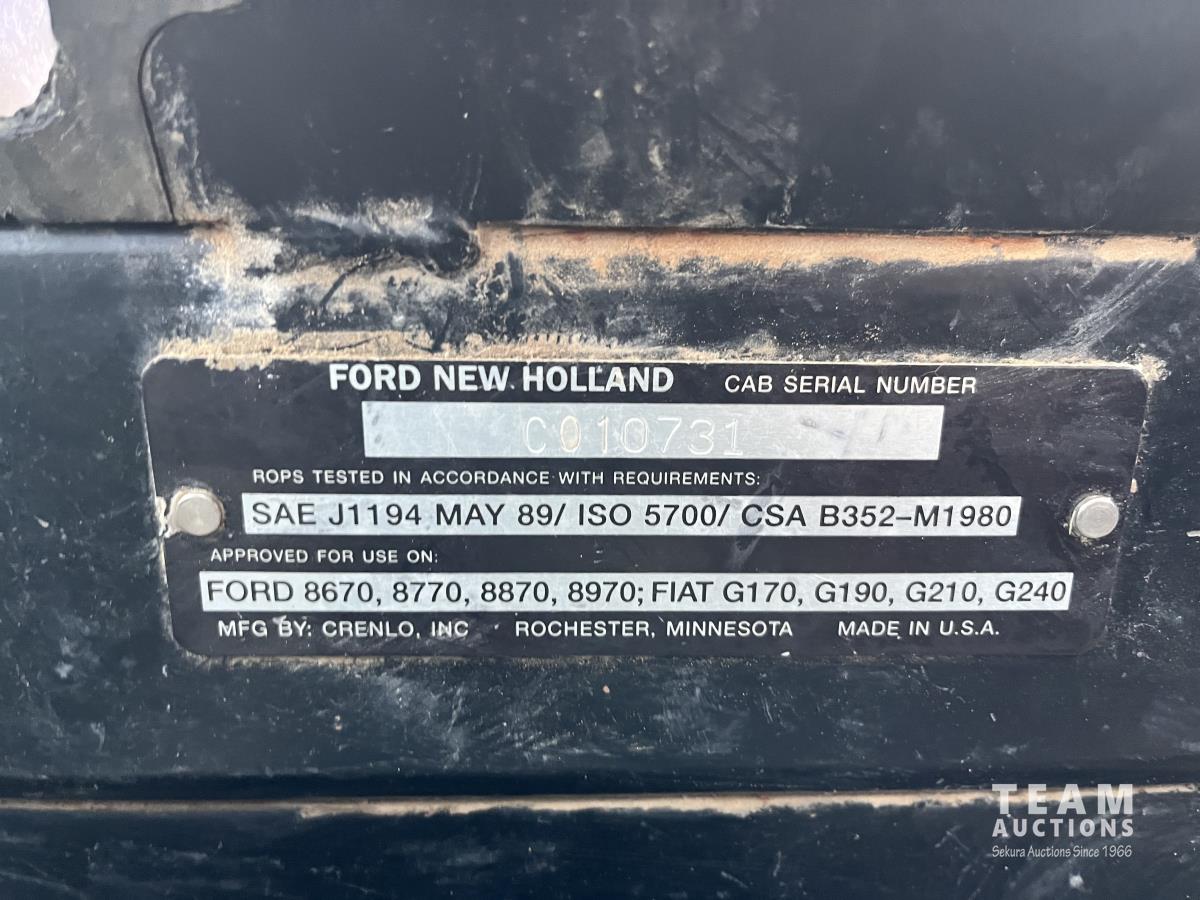 FORD NEW HOLLAND CAB SERIAL NUMBER
C010731
ROPS TESTED IN ACCORDANCE WITH REQUIREMENTS:
SAE J1194 MAY 89/ ISO 5700/ CSA B352-M1980
APPROVED FOR USE ON:
FORD 8670, 8770, 8870, 8970; FIAT G170, G190, G210, G240
MFG BY: CRENLO, INC ROCHESTER, MINNESOTA MADE IN U.S.A.
TEAM
AUCTIONS
Sekura Auctions Since 1966